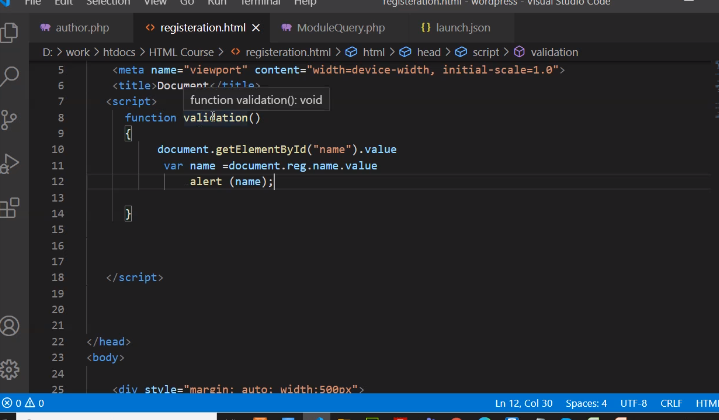 File Edit Selection View Go Run Terminal Help registeration.html - wordpress - Visual Studio Code
author.php registeration.html ModuleQuery.php {} launch.json
D: > work > htdocs > HTML Course > <> registeration.html > html > head > script > validation
5 <meta name="viewport" content="width=device-width, initial-scale=1.0">
6 <title>Document</title>
function validation(): void
7 <script>
8 function validation()
9 {
10 document.getElementById("name").value
11 var name =document.reg.name.value
12 alert (name);
13
14 }
15
16
17
18 </script>
19
20
21
22 </head>
23 <body>
24
25 <div style="margin: auto; width:500px">
0 0 Ln 12, Col 30 Spaces: 4 UTF-8 CRLF HTML